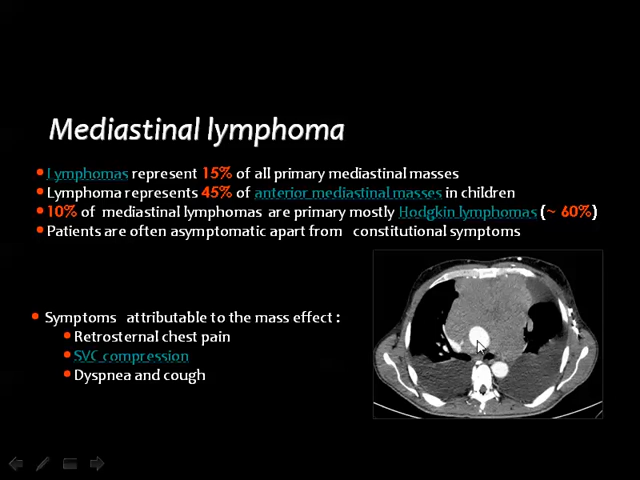 Mediastinal lymphoma
Lymphomas represent 15% of all primary mediastinal masses
Lymphoma represents 45% of anterior mediastinal masses in children
10% of mediastinal lymphomas are primary mostly Hodgkin lymphomas (~ 60%)
Patients are often asymptomatic apart from constitutional symptoms
Symptoms attributable to the mass effect :
Retrosternal chest pain
SVC compression
Dyspnea and cough